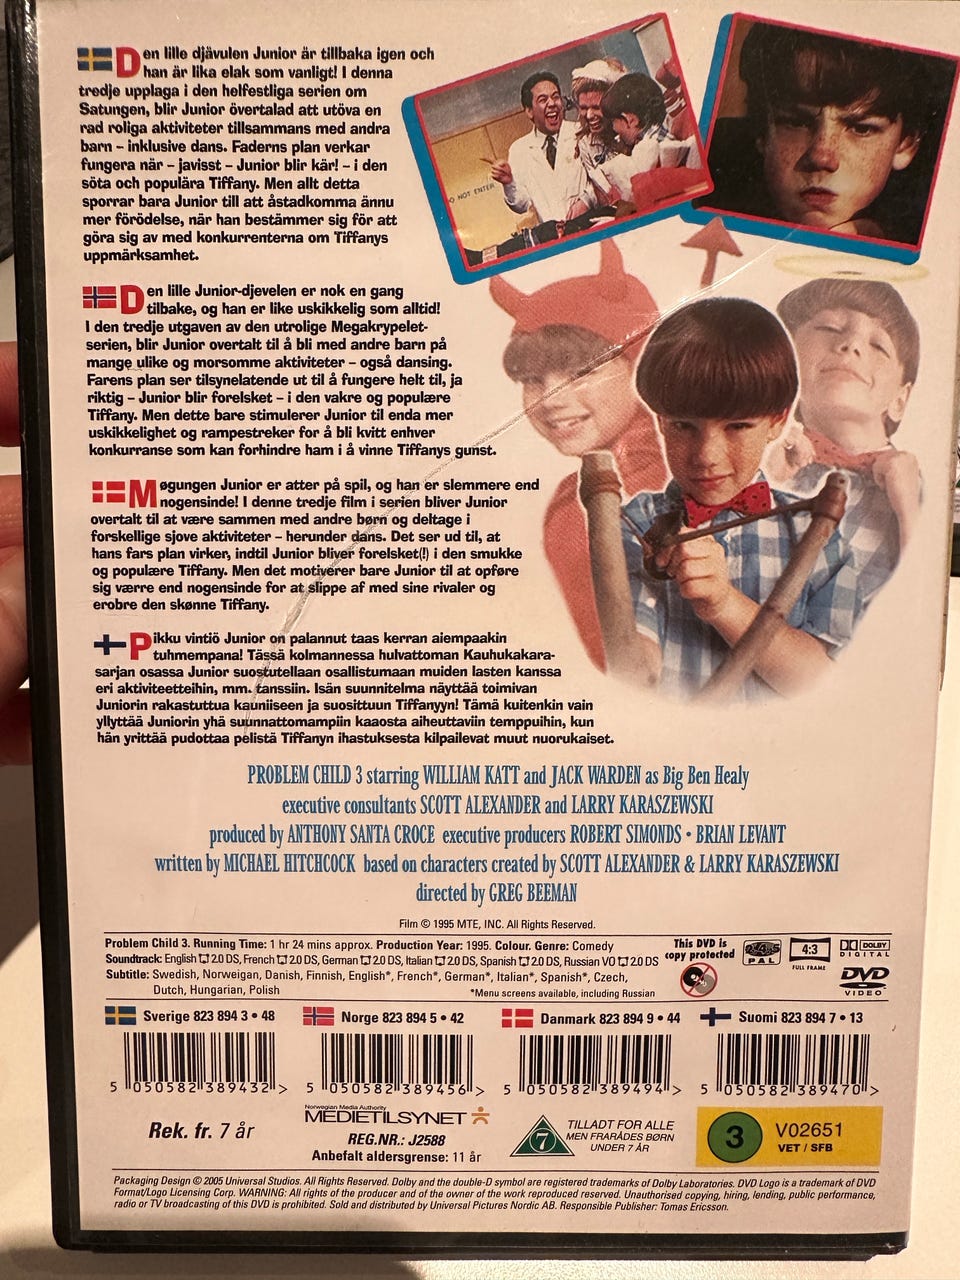 Den lille djävulen Junior är tillbaka igen och
han är lika elak som vanligt! I denna
tredje upplaga i den helfestliga serien om
Satungen, blir Junior övertalad att utöva en
rad roliga aktiviteter tillsammans med andra
barn – inklusive dans. Faderns plan verkar
fungera när – javisst – Junior blir kär! – i den
söta och populära Tiffany. Men allt detta
sporrar bara Junior till att åstadkomma ännu
mer förödelse, när han bestämmer sig för att
göra sig av med konkurrenterna om Tiffanys
uppmärksamhet.
O NOT ENTER
Den lille Junior-djevelen er nok en gang
tilbake, og han er like uskikkelig som alltid!
I den tredje utgaven av den utrolige Megakrypelet-
serien, blir Junior overtalt til å bli med andre barn på
mange ulike og morsomme aktiviteter – også dansing.
Farens plan ser tilsynelatende ut til å fungere helt til, ja
riktig – Junior blir forelsket – i den vakre og populære
Tiffany. Men dette bare stimulerer Junior til enda mer
uskikkelighet og rampestreker for å bli kvitt enhver
konkurranse som kan forhindre ham i å vinne Tiffanys gunst.
Møgungen Junior er atter på spil, og han er slemmere end
nogensinde! I denne tredje film i serien bliver Junior
overtalt til at være sammen med andre børn og deltage i
forskellige sjove aktiviteter – herunder dans. Det ser ud til, at
hans fars plan virker, indtil Junior bliver forelsket(!) i den smukke
og populære Tiffany. Men det motiverer bare Junior til at opføre
sig værre end nogensinde for at slippe af med sine rivaler og
erobre den skønne Tiffany.
Pikku vintiö Junior on palannut taas kerran aiempaakin
tuhmempana! Tässä kolmannessa hulvattoman Kauhukakara-
sarjan osassa Junior suostutellaan osallistumaan muiden lasten kanssa
eri aktiviteetteihin, mm. tanssiin. Isän suunnitelma näyttää toimivan
Juniorin rakastuttua kauniiseen ja suosittuun Tiffanyyn! Tämä kuitenkin vain
yllyttää Juniorin yhä suunnattomampiin kaaosta aiheuttaviin temppuihin, kun
hän yrittää pudottaa pelistä Tiffanyn ihastuksesta kilpailevat muut nuorukaiset.
PROBLEM CHILD 3 starring WILLIAM KATT and JACK WARDEN as Big Ben Healy
executive consultants SCOTT ALEXANDER and LARRY KARASZEWSKI
produced by ANTHONY SANTA CROCE executive producers ROBERT SIMONDS • BRIAN LEVANT
written by MICHAEL HITCHCOCK based on characters created by SCOTT ALEXANDER & LARRY KARASZEWSKI
directed by GREG BEEMAN
Film © 1995 MTE, INC. All Rights Reserved.
Problem Child 3. Running Time: 1 hr 24 mins approx. Production Year: 1995. Colour. Genre: Comedy
Soundtrack: English 2.0 DS, French 2.0 DS, German 2.0 DS, Italian 2.0 DS, Spanish 2.0 DS, Russian VO 2.0 DS
Subtitle: Swedish, Norweigan, Danish, Finnish, English*, French*, German*, Italian*, Spanish*, Czech,
Dutch, Hungarian, Polish
*Menu screens available, including Russian
This DVD is
copy protected
2 4 5
PAL
4:3
FULL FRAME
DOLBY
DIGITAL
DVD
VIDEO
Sverige 823 894 3 • 48
Norge 823 894 5 • 42
Danmark 823 894 9 • 44
Suomi 823 894 7 • 13
5 050582 389432 >
5 050582 389456 >
5 050582 389494 >
5 050582 389470 >
Rek. fr. 7 år
Norwegian Media Authority
MEDIETILSYNET
REG.NR.: J2588
Anbefalt aldersgrense: 11 år
7
TILLADT FOR ALLE
MEN FRARÅDES BØRN
UNDER 7 ÅR
3
V02651
VET / SFB
Packaging Design © 2005 Universal Studios. All Rights Reserved. Dolby and the double-D symbol are registered trademarks of Dolby Laboratories. DVD Logo is a trademark of DVD
Format/Logo Licensing Corp. WARNING: All rights of the producer and of the owner of the work reproduced reserved. Unauthorised copying, hiring, lending, public performance,
radio or TV broadcasting of this DVD is prohibited. Sold and distributed by Universal Pictures Nordic AB. Responsible Publisher: Tomas Ericsson.